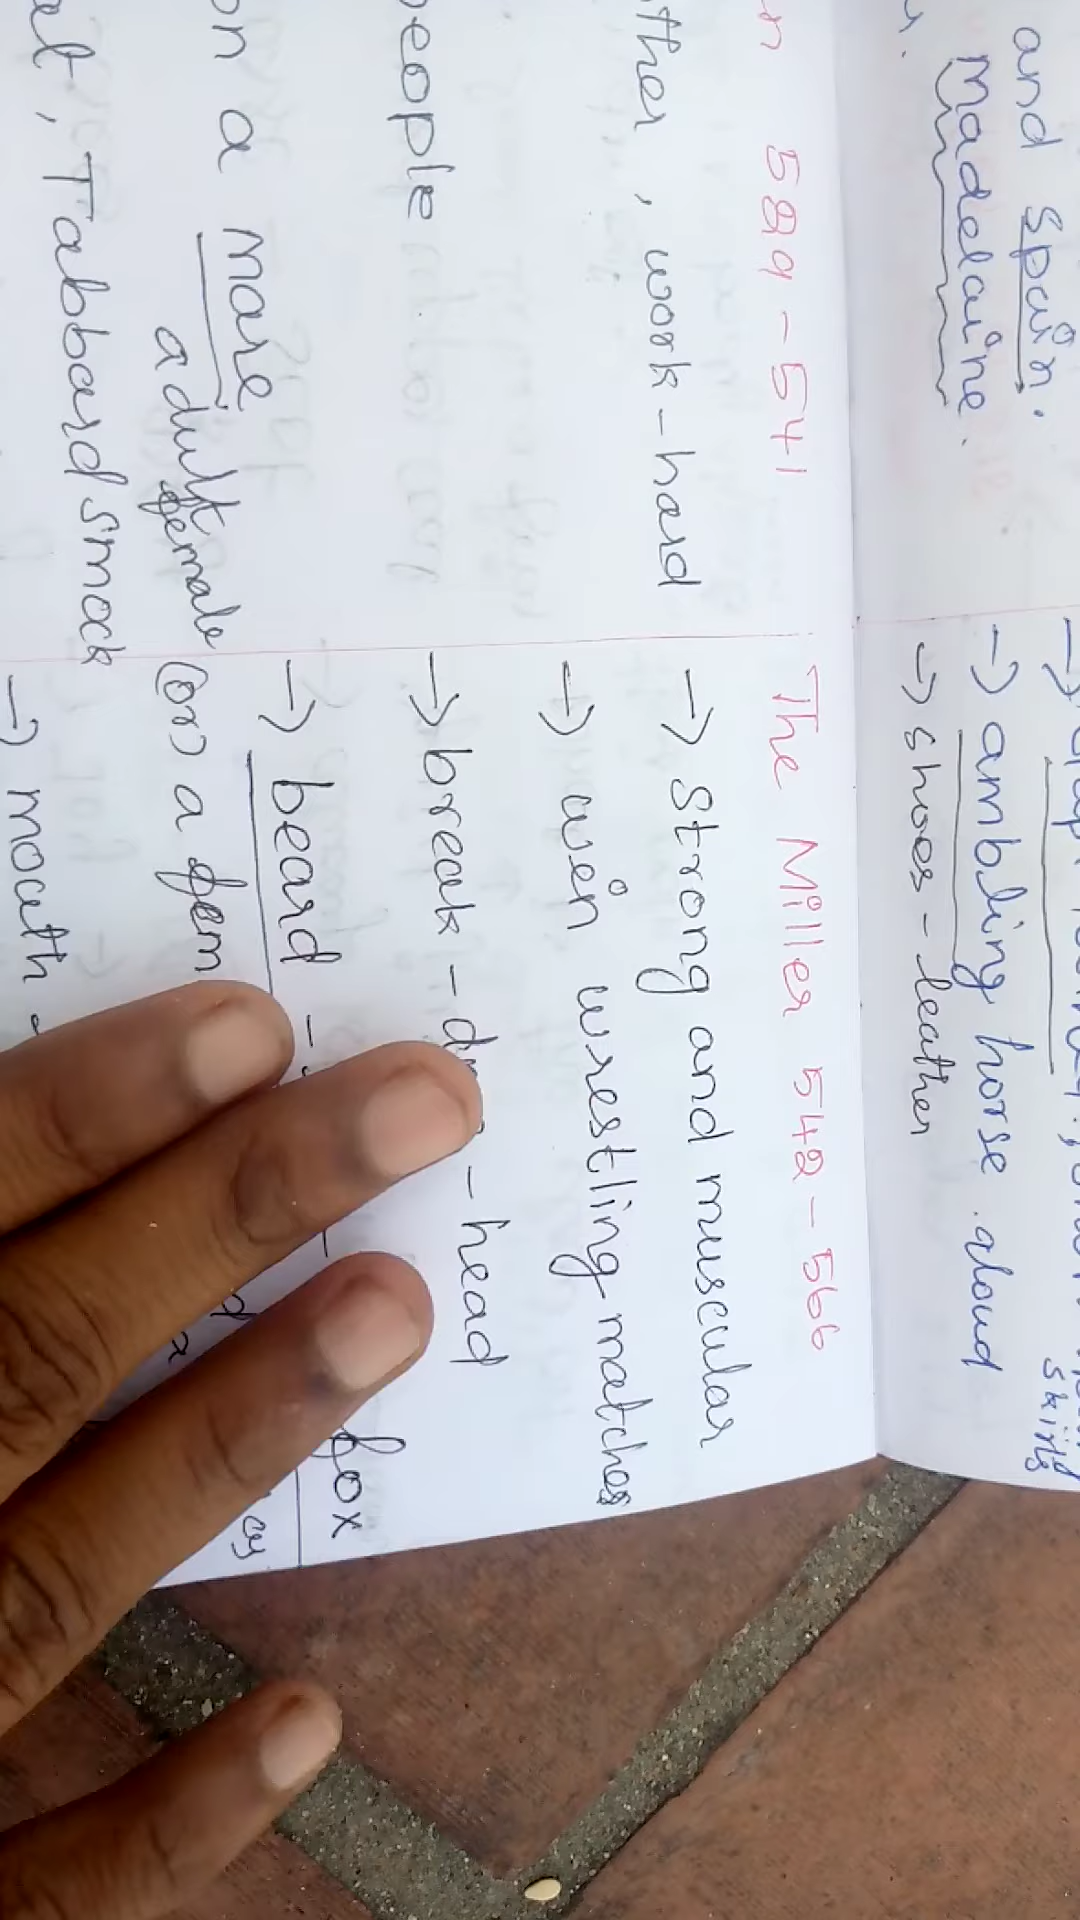 and Spain.
Madelaine.
→ ambling horse. aloud
skirts
→ shoes - leather
589 - 541
ther, work-hard
people
on a mare
adult female (or) a fem
at, Tabbard smock
The Miller 542 - 566
→ strong and muscular
→ win wrestling matches
→ break - - head
→ beard - fox
→ mouth -